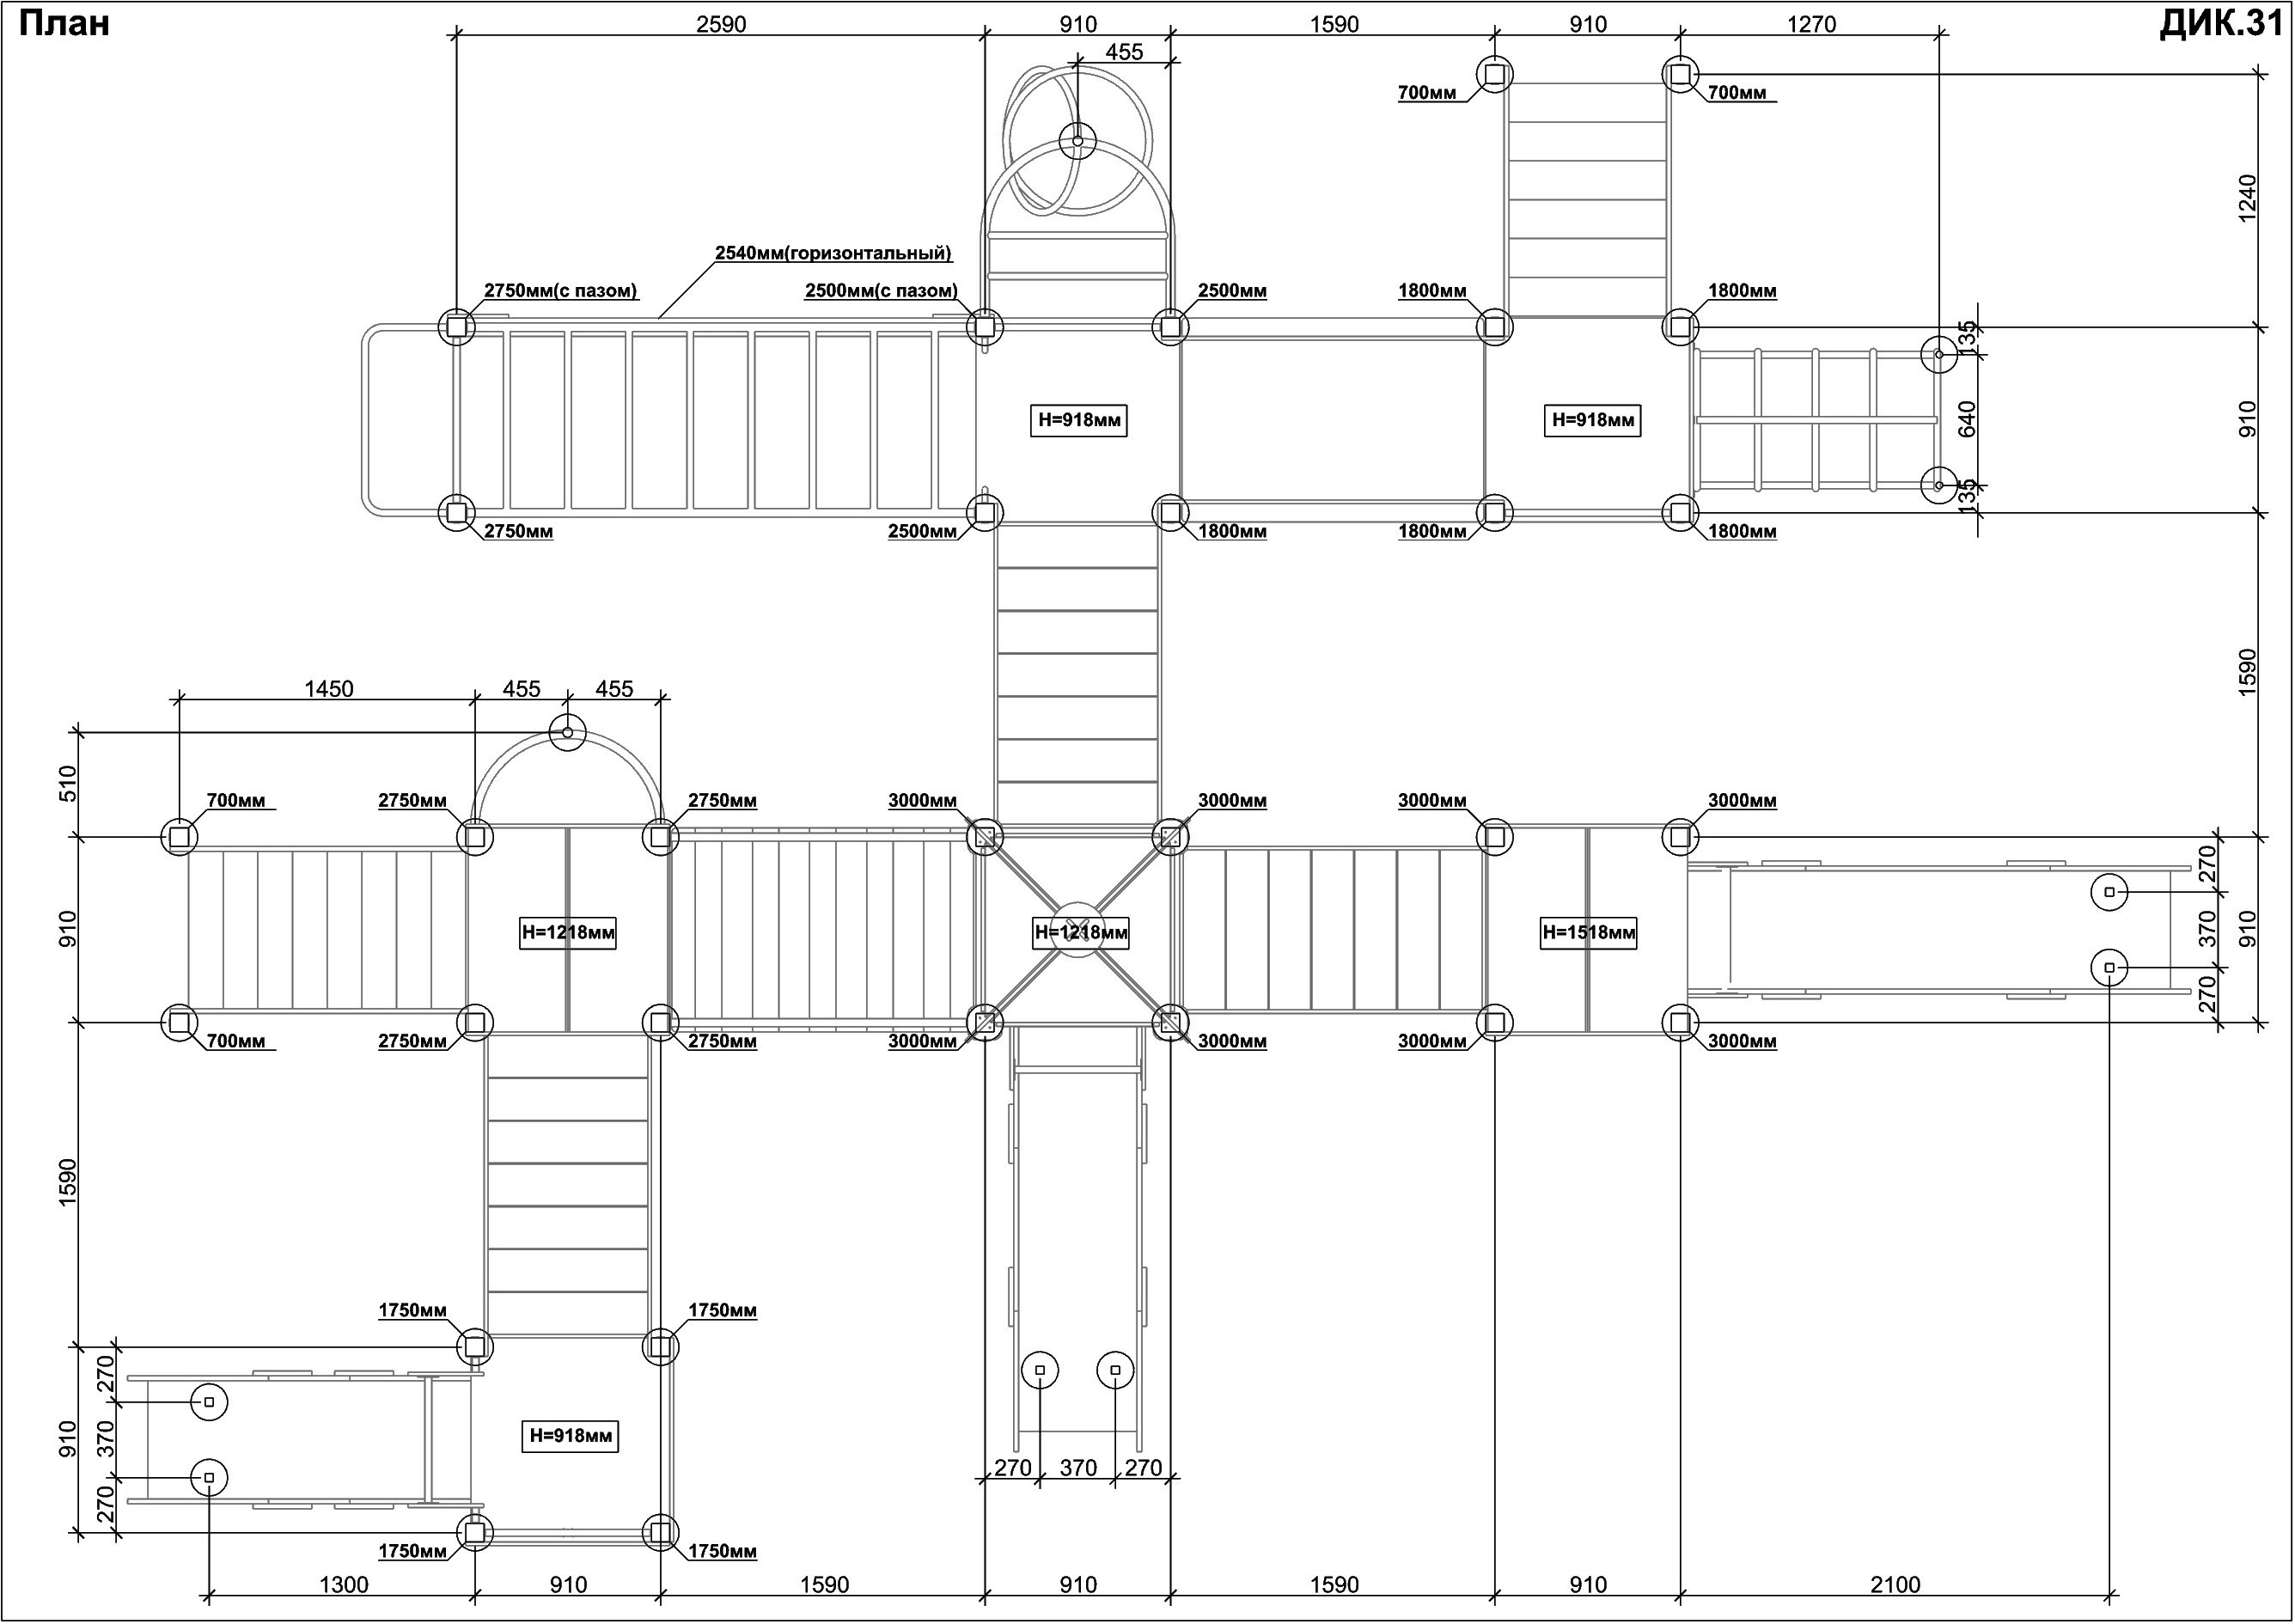 План
ДИК.31
2590
910
1590
910
1270
455
700мм
700мм
1240
2540мм(горизонтальный)
2750мм(с пазом)
2500мм(с пазом)
2500мм
1800мм
1800мм
135
H=918мм
H=918мм
640
910
135
2750мм
2500мм
1800мм
1800мм
1800мм
1590
1450
455
455
510
700мм
2750мм
2750мм
3000мм
3000мм
3000мм
3000мм
270
910
H=1218мм
H=1218мм
H=1518мм
370
910
270
700мм
2750мм
2750мм
3000мм
3000мм
3000мм
3000мм
1590
1750мм
1750мм
270
910
370
H=918мм
270
370
270
270
1750мм
1750мм
1300
910
1590
910
1590
910
2100